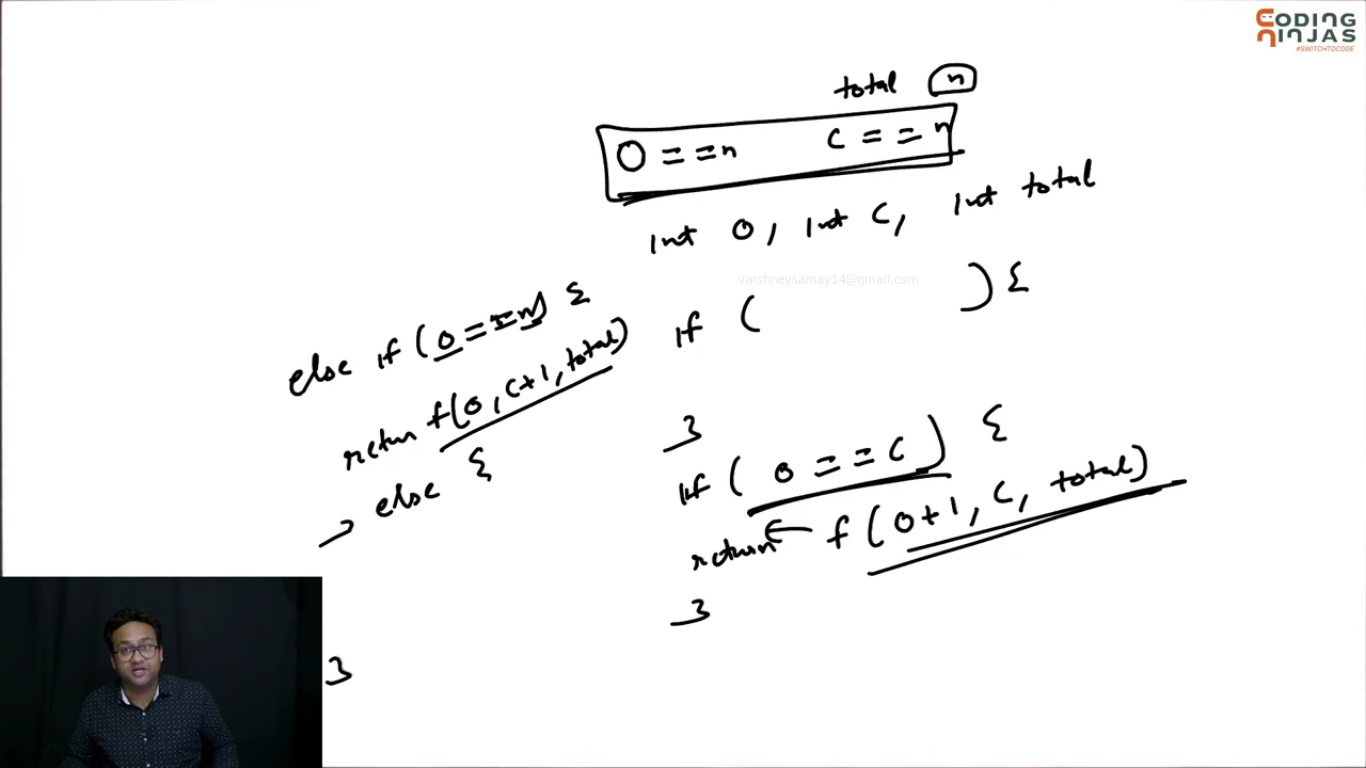 CODING
NINJAS
#SWITCHTOCODE
total n
O == n C == n
int O, int C, int total
varshneysamay14@gmail.com
if ( ) {
}
if ( O == C ) {
return f(O+1, C, total)
}
else if (O == n) {
return f(O, C+1, total)
else {
}
}